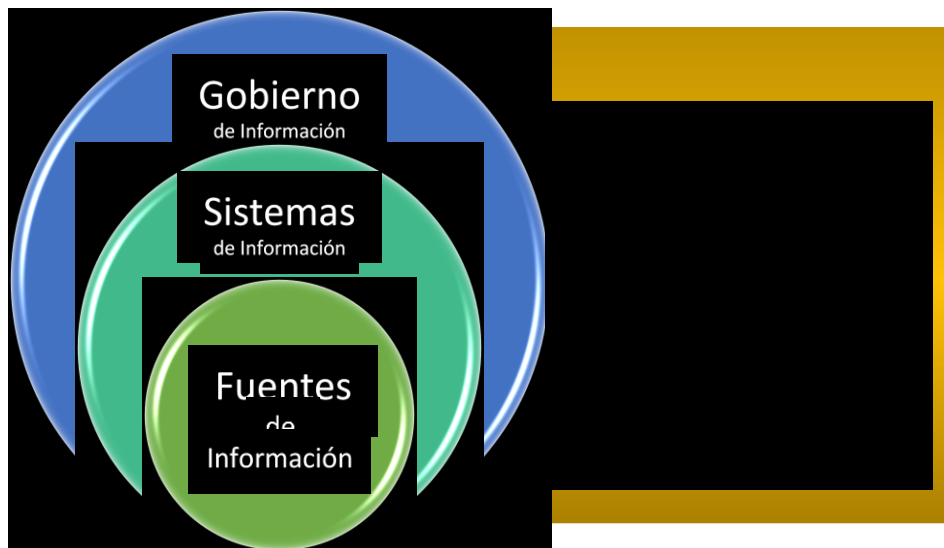 Gobierno
de Información
Sistemas
de Información
Fuentes
de
Información